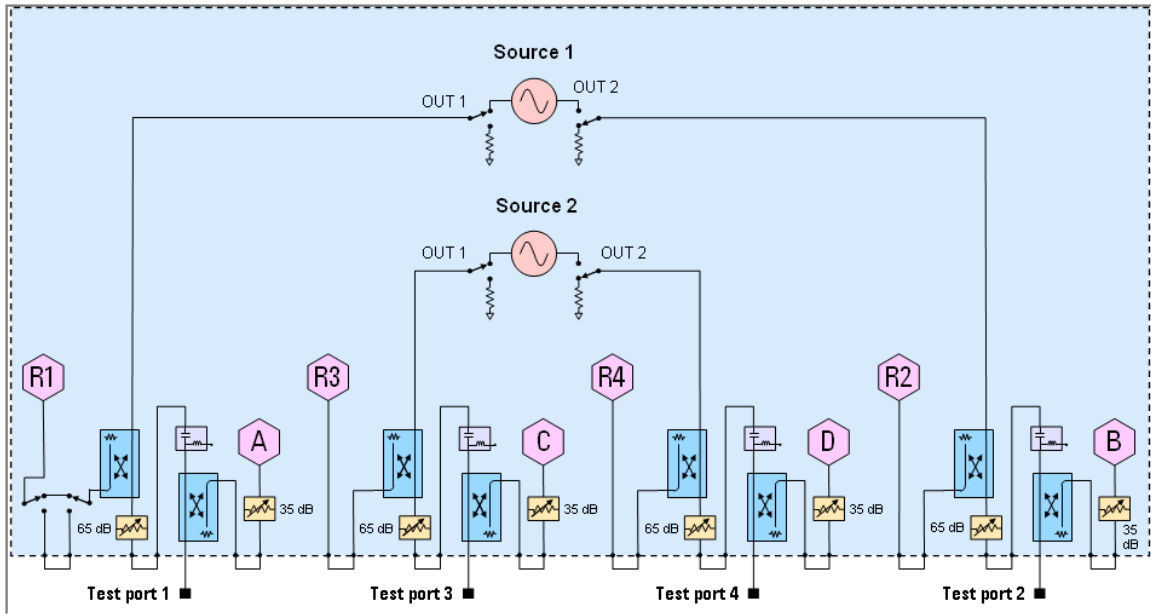 Source 1
OUT 1
OUT 2
Source 2
OUT 1
OUT 2
R1
R3
R4
R2
A
C
D
B
65 dB
35 dB
65 dB
35 dB
65 dB
35 dB
65 dB
35
dB
Test port 1
Test port 3
Test port 4
Test port 2